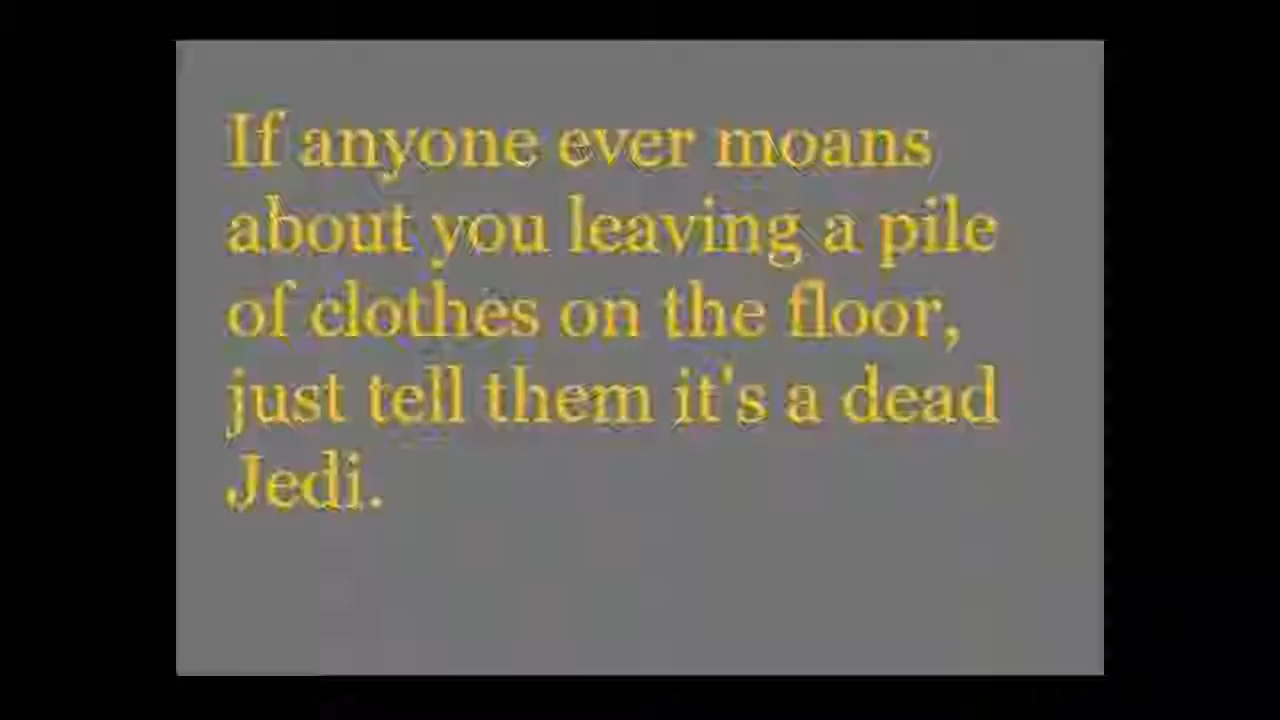 If anyone ever moans
about you leaving a pile
of clothes on the floor,
just tell them it's a dead
Jedi.